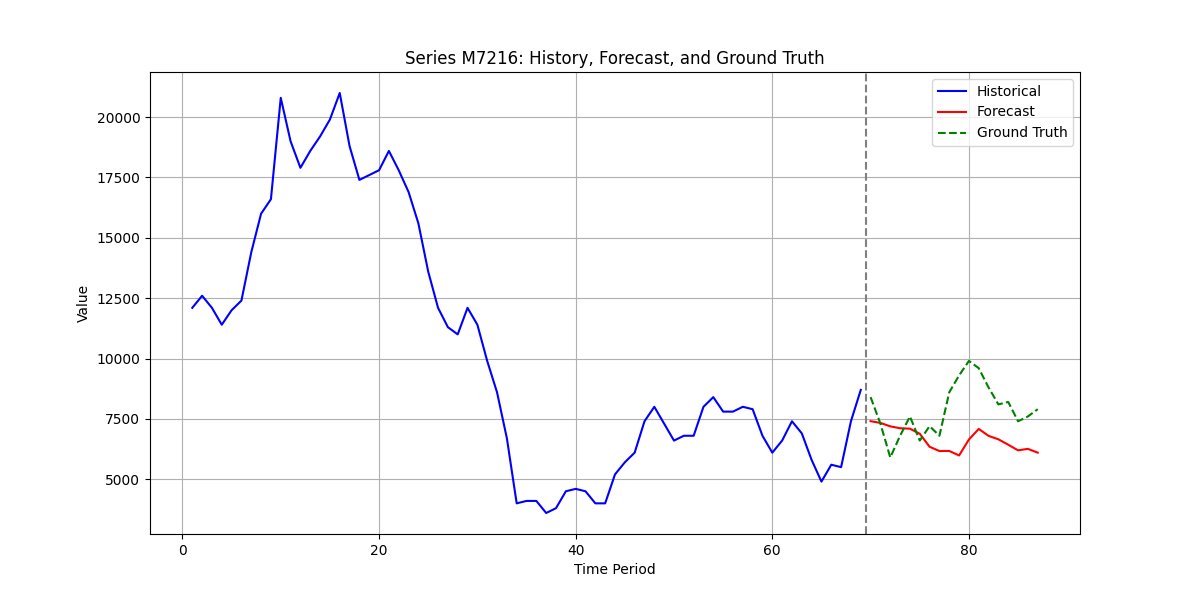 Series M7216: History, Forecast, and Ground Truth
Historical
Forecast
Ground Truth
Value
20000
17500
15000
12500
10000
7500
5000
0 20 40 60 80
Time Period